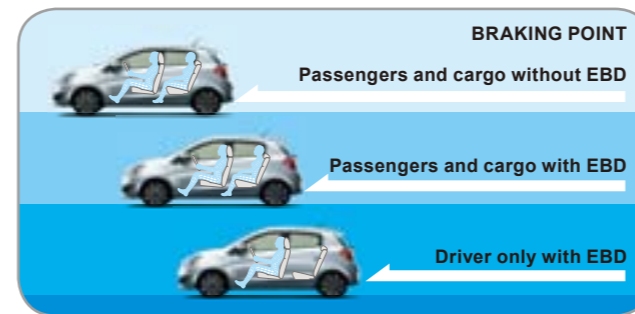 BRAKING POINT
Passengers and cargo without EBD
Passengers and cargo with EBD
Driver only with EBD